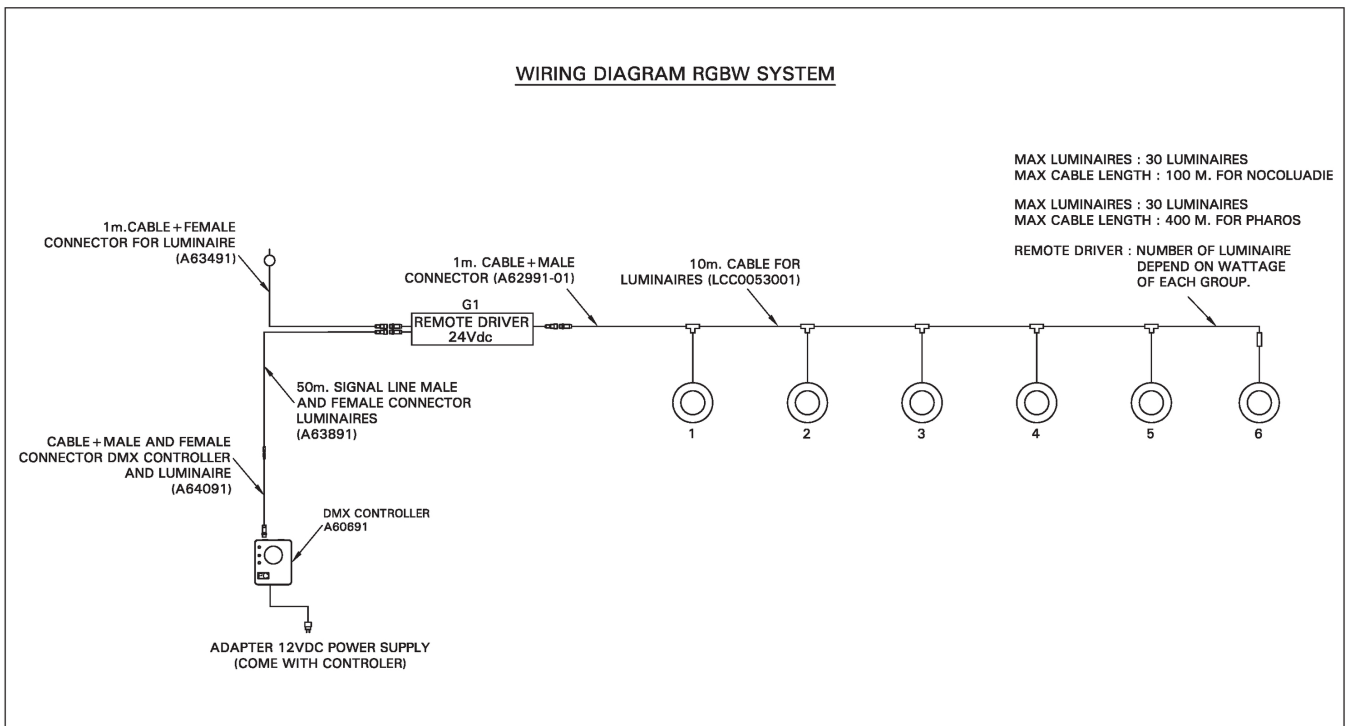 WIRING DIAGRAM RGBW SYSTEM
MAX LUMINAIRES : 30 LUMINAIRES
MAX CABLE LENGTH : 100 M. FOR NOCOLUADIE
MAX LUMINAIRES : 30 LUMINAIRES
MAX CABLE LENGTH : 400 M. FOR PHAROS
REMOTE DRIVER : NUMBER OF LUMINAIRE
DEPEND ON WATTAGE
OF EACH GROUP.
1m.CABLE+FEMALE
CONNECTOR FOR LUMINAIRE
(A63491)
1m. CABLE+MALE
CONNECTOR (A62991-01)
10m. CABLE FOR
LUMINAIRES (LCC0053001)
G1
REMOTE DRIVER
24Vdc
50m. SIGNAL LINE MALE
AND FEMALE CONNECTOR
LUMINAIRES
(A63891)
1
2
3
4
5
6
CABLE+MALE AND FEMALE
CONNECTOR DMX CONTROLLER
AND LUMINAIRE
(A64091)
DMX CONTROLLER
A60691
ADAPTER 12VDC POWER SUPPLY
(COME WITH CONTROLER)